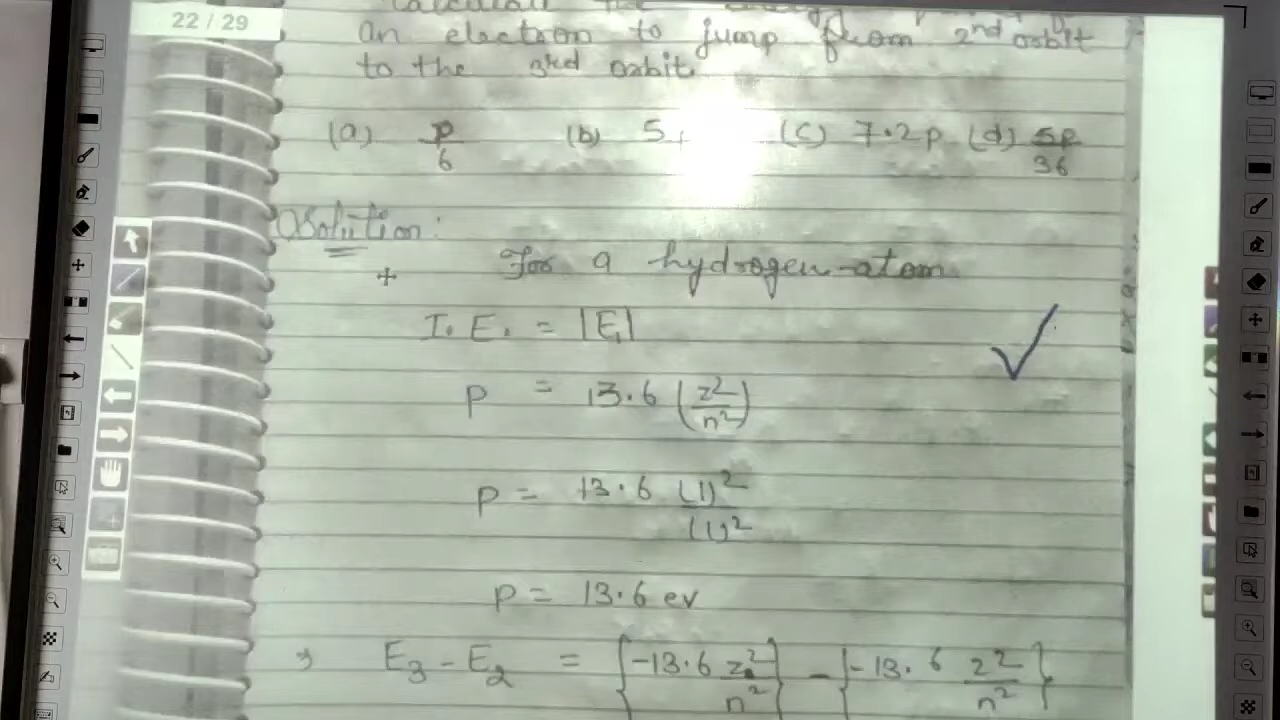 22 / 29
an electron to jump from 2nd orbit
to the 3rd orbit.
(a) P/6 (b) 5 (c) 7.2p (d) 5P/36
Solution:
For a hydrogen-atom
I. E. = |E1|
P = 13.6 (z²/n²)
P = 13.6 (1)²/(1)²
P = 13.6 ev
E3 - E2 = {-13.6 z²/n²} - {-13.6 z²/n²}